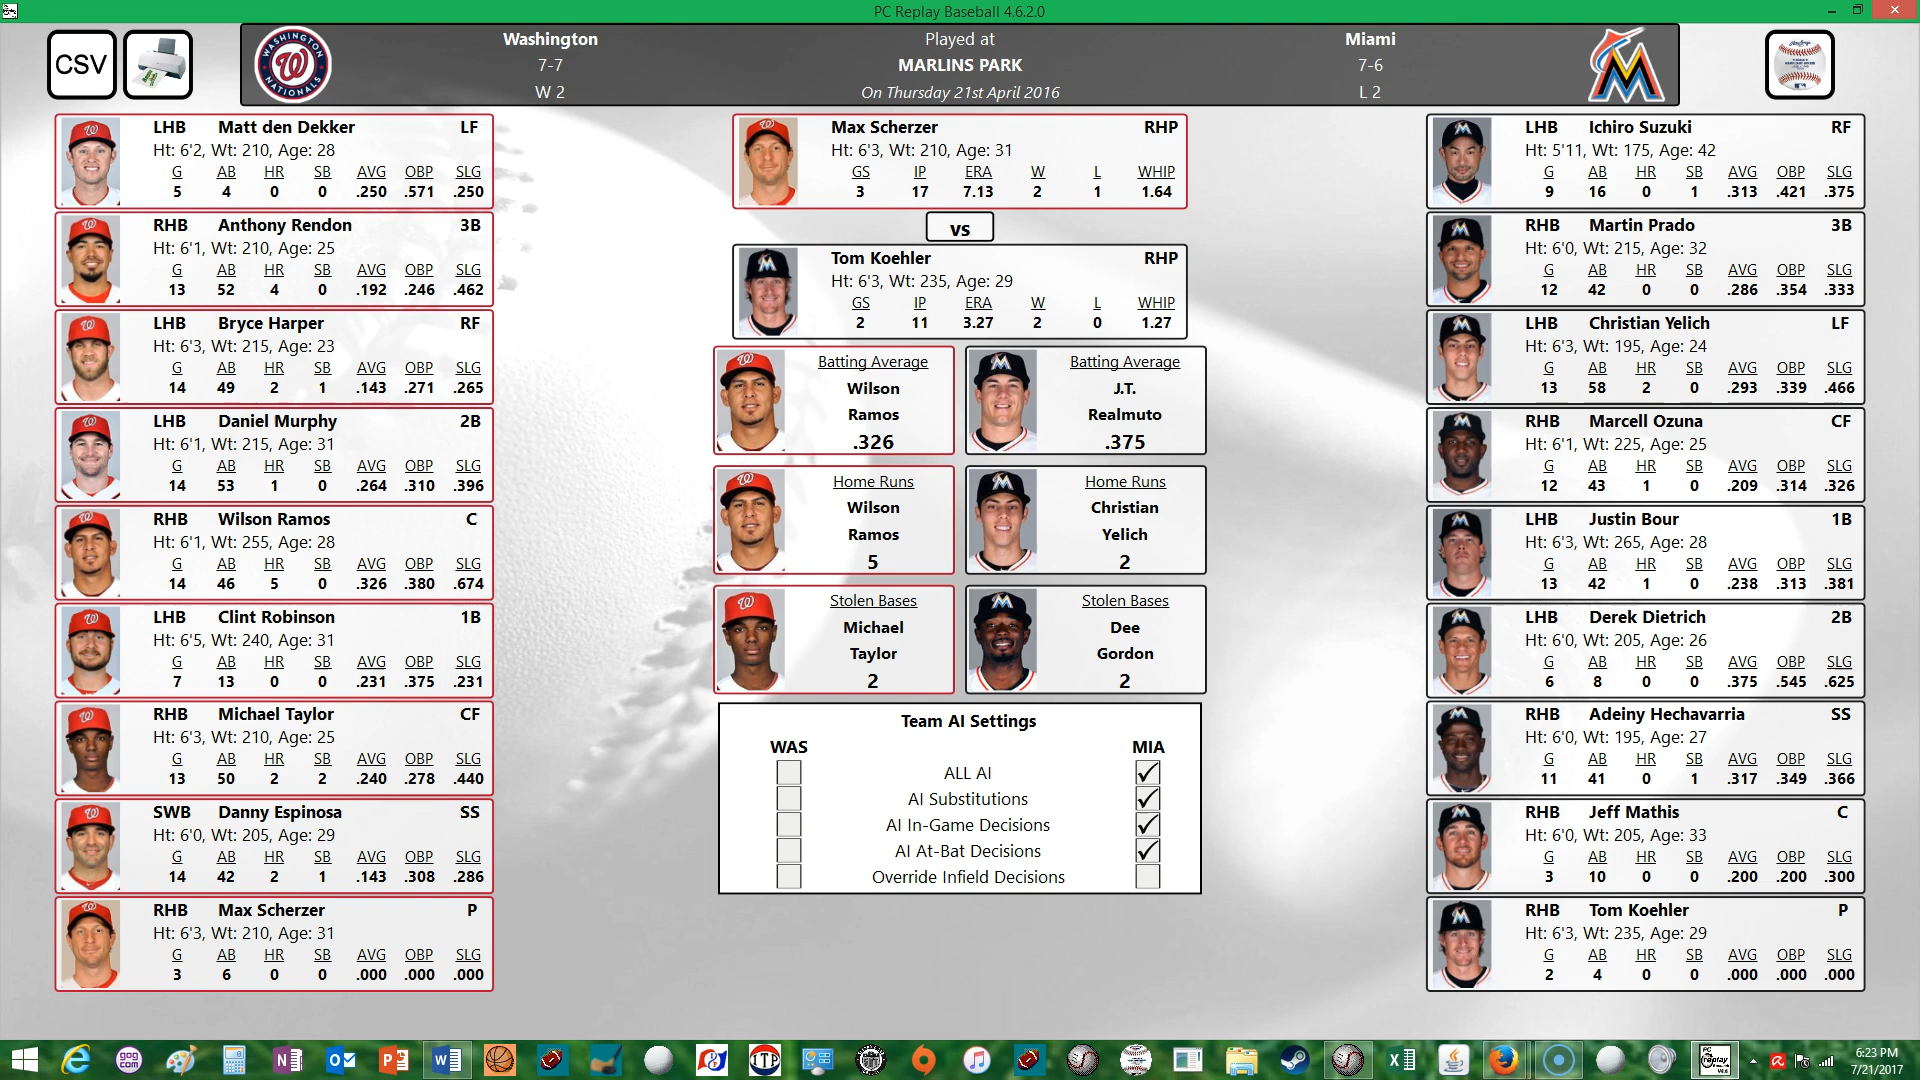 PC Replay Baseball 4.6.2.0
CSV
Washington
7-7
W 2
Played at
MARLINS PARK
On Thursday 21st April 2016
Miami
7-6
L 2
LHB Matt den Dekker LF
Ht: 6'2, Wt: 210, Age: 28
G AB HR SB AVG OBP SLG
5 4 0 0 .250 .571 .250
RHB Anthony Rendon 3B
Ht: 6'1, Wt: 210, Age: 25
G AB HR SB AVG OBP SLG
13 52 4 0 .192 .246 .462
LHB Bryce Harper RF
Ht: 6'3, Wt: 215, Age: 23
G AB HR SB AVG OBP SLG
14 49 2 1 .143 .271 .265
LHB Daniel Murphy 2B
Ht: 6'1, Wt: 215, Age: 31
G AB HR SB AVG OBP SLG
14 53 1 0 .264 .310 .396
RHB Wilson Ramos C
Ht: 6'1, Wt: 255, Age: 28
G AB HR SB AVG OBP SLG
14 46 5 0 .326 .380 .674
LHB Clint Robinson 1B
Ht: 6'5, Wt: 240, Age: 31
G AB HR SB AVG OBP SLG
7 13 0 0 .231 .375 .231
RHB Michael Taylor CF
Ht: 6'3, Wt: 210, Age: 25
G AB HR SB AVG OBP SLG
13 50 2 2 .240 .278 .440
SWB Danny Espinosa SS
Ht: 6'0, Wt: 205, Age: 29
G AB HR SB AVG OBP SLG
14 42 2 1 .143 .308 .286
RHB Max Scherzer P
Ht: 6'3, Wt: 210, Age: 31
G AB HR SB AVG OBP SLG
3 6 0 0 .000 .000 .000
Max Scherzer RHP
Ht: 6'3, Wt: 210, Age: 31
GS IP ERA W L WHIP
3 17 7.13 2 1 1.64
vs
Tom Koehler RHP
Ht: 6'3, Wt: 235, Age: 29
GS IP ERA W L WHIP
2 11 3.27 2 0 1.27
Batting Average
Wilson
Ramos
.326
Batting Average
J.T.
Realmuto
.375
Home Runs
Wilson
Ramos
5
Home Runs
Christian
Yelich
2
Stolen Bases
Michael
Taylor
2
Stolen Bases
Dee
Gordon
2
Team AI Settings
WAS MIA
ALL AI
AI Substitutions
AI In-Game Decisions
AI At-Bat Decisions
Override Infield Decisions
LHB Ichiro Suzuki RF
Ht: 5'11, Wt: 175, Age: 42
G AB HR SB AVG OBP SLG
9 16 0 1 .313 .421 .375
RHB Martin Prado 3B
Ht: 6'0, Wt: 215, Age: 32
G AB HR SB AVG OBP SLG
12 42 0 0 .286 .354 .333
LHB Christian Yelich LF
Ht: 6'3, Wt: 195, Age: 24
G AB HR SB AVG OBP SLG
13 58 2 0 .293 .339 .466
RHB Marcell Ozuna CF
Ht: 6'1, Wt: 225, Age: 25
G AB HR SB AVG OBP SLG
12 43 1 0 .209 .314 .326
LHB Justin Bour 1B
Ht: 6'3, Wt: 265, Age: 28
G AB HR SB AVG OBP SLG
13 42 1 0 .238 .313 .381
LHB Derek Dietrich 2B
Ht: 6'0, Wt: 205, Age: 26
G AB HR SB AVG OBP SLG
6 8 0 0 .375 .545 .625
RHB Adeiny Hechavarria SS
Ht: 6'0, Wt: 195, Age: 27
G AB HR SB AVG OBP SLG
11 41 0 1 .317 .349 .366
RHB Jeff Mathis C
Ht: 6'0, Wt: 205, Age: 33
G AB HR SB AVG OBP SLG
3 10 0 0 .200 .200 .300
RHB Tom Koehler P
Ht: 6'3, Wt: 235, Age: 29
G AB HR SB AVG OBP SLG
2 4 0 0 .000 .000 .000
6:23 PM
7/21/2017